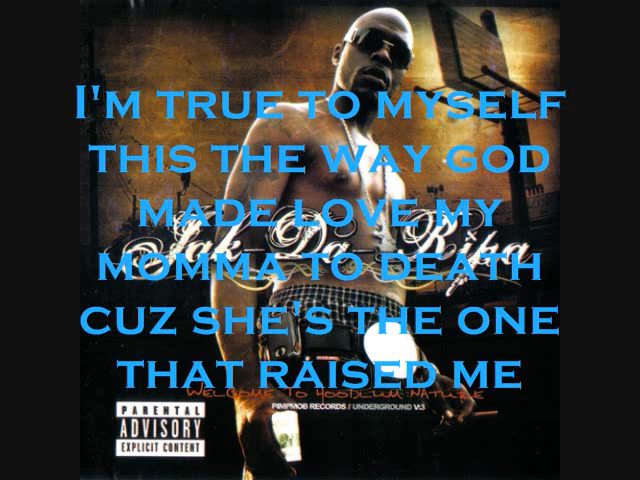 I'm true to myself
this the way god
made love my
Jak Da Ripa
momma to death
cuz she's the one
that raised me
Welcome to Hoodlum Nature
PIMPMOB RECORDS / UNDERGROUND V.3
PARENTAL
ADVISORY
EXPLICIT CONTENT